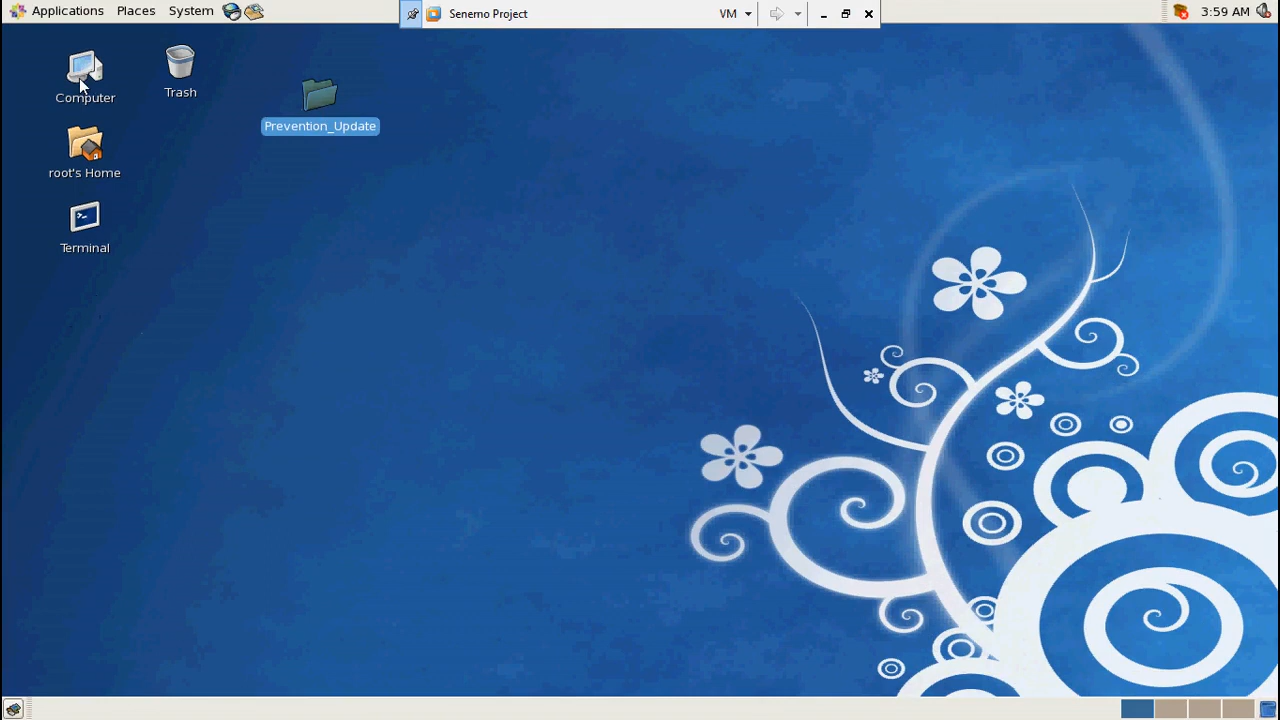 Applications Places System
Senemo Project
VM
3:59 AM
Computer
Trash
Prevention_Update
root's Home
Terminal